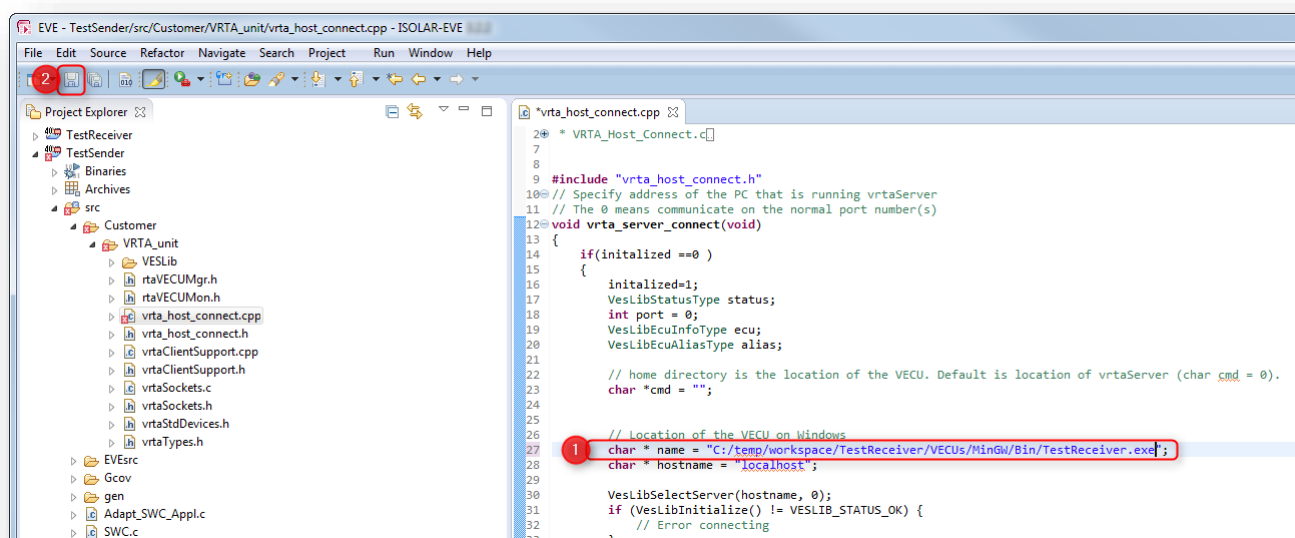 EVE - TestSender/src/Customer/VRTA_unit/vrta_host_connect.cpp - ISOLAR-EVE
File Edit Source Refactor Navigate Search Project Run Window Help
2
010
Project Explorer
TestReceiver
TestSender
Binaries
Archives
src
Customer
VRTA_unit
VESLib
rtaVECUMgr.h
rtaVECUMon.h
vrta_host_connect.cpp
vrta_host_connect.h
vrtaClientSupport.cpp
vrtaClientSupport.h
vrtaSockets.c
vrtaSockets.h
vrtaStdDevices.h
vrtaTypes.h
EVEsrc
Gcov
gen
Adapt_SWC_Appl.c
SWC.c
*vrta_host_connect.cpp
2 * VRTA_Host_Connect.c
7
8
9 #include "vrta_host_connect.h"
10 // Specify address of the PC that is running vrtaServer
11 // The 0 means communicate on the normal port number(s)
12 void vrta_server_connect(void)
13 {
14 if(initalized ==0 )
15 {
16 initalized=1;
17 VesLibStatusType status;
18 int port = 0;
19 VesLibEcuInfoType ecu;
20 VesLibEcuAliasType alias;
21
22 // home directory is the location of the VECU. Default is location of vrtaServer (char cmd = 0).
23 char *cmd = "";
24
25
26 // Location of the VECU on Windows
1
27 char * name = "C:/temp/workspace/TestReceiver/VECUs/MinGW/Bin/TestReceiver.exe";
28 char * hostname = "localhost";
29
30 VesLibSelectServer(hostname, 0);
31 if (VesLibInitialize() != VESLIB_STATUS_OK) {
32 // Error connecting